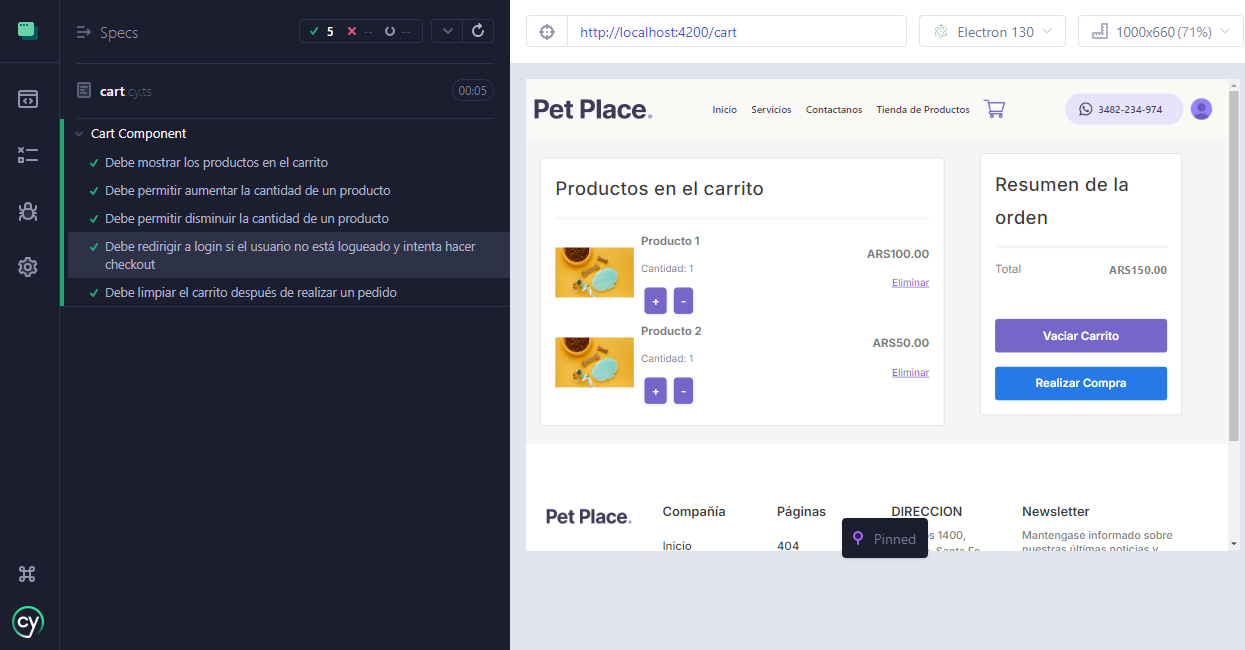 Specs
5 -- --
http://localhost:4200/cart
Electron 130
1000x660 (71%)
cart.cy.ts
00:05
Cart Component
Debe mostrar los productos en el carrito
Debe permitir aumentar la cantidad de un producto
Debe permitir disminuir la cantidad de un producto
Debe redirigir a login si el usuario no está logueado y intenta hacer
checkout
Debe limpiar el carrito después de realizar un pedido
cy
Pet Place.
Inicio Servicios Contactanos Tienda de Productos
3482-234-974
Productos en el carrito
Producto 1
Cantidad: 1
+ -
ARS100.00
Eliminar
Producto 2
Cantidad: 1
+ -
ARS50.00
Eliminar
Resumen de la
orden
Total ARS150.00
Vaciar Carrito
Realizar Compra
Pet Place.
Compañía
Inicio
Páginas
404
DIRECCION
1400,
Santa Fe
Newsletter
Mantengase informado sobre
nuestras últimas noticias y
Pinned